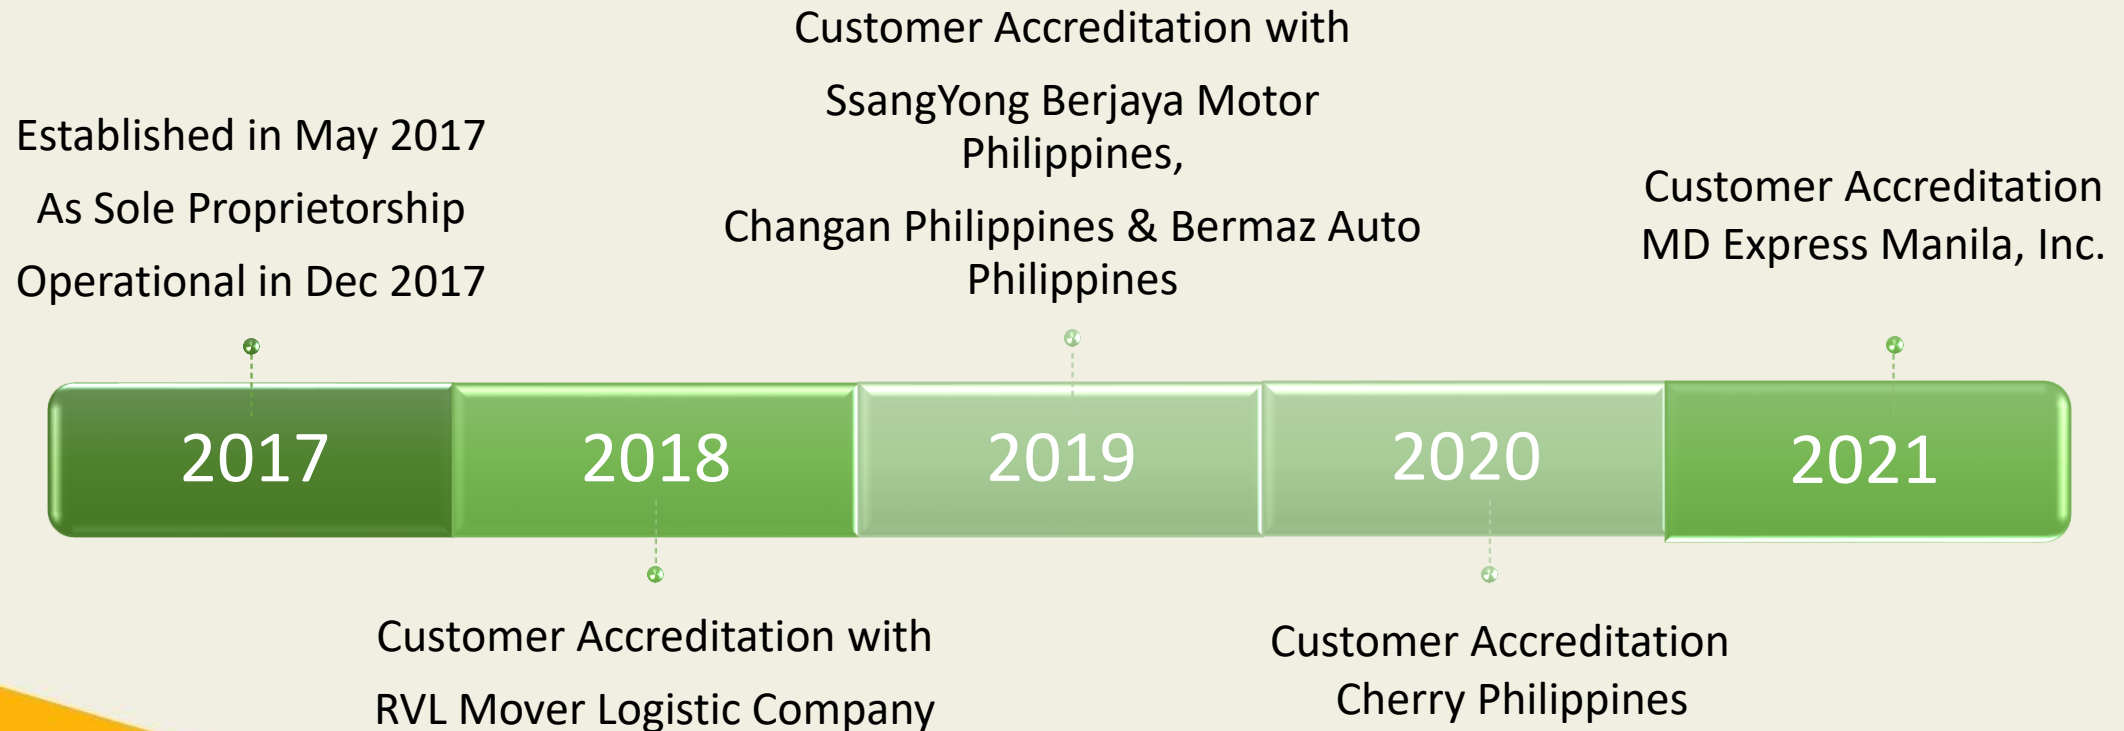 Established in May 2017
As Sole Proprietorship
Operational in Dec 2017
Customer Accreditation with
SsangYong Berjaya Motor
Philippines,
Changan Philippines & Bermaz Auto
Philippines
Customer Accreditation
MD Express Manila, Inc.
2017
2018
2019
2020
2021
Customer Accreditation with
RVL Mover Logistic Company
Customer Accreditation
Cherry Philippines